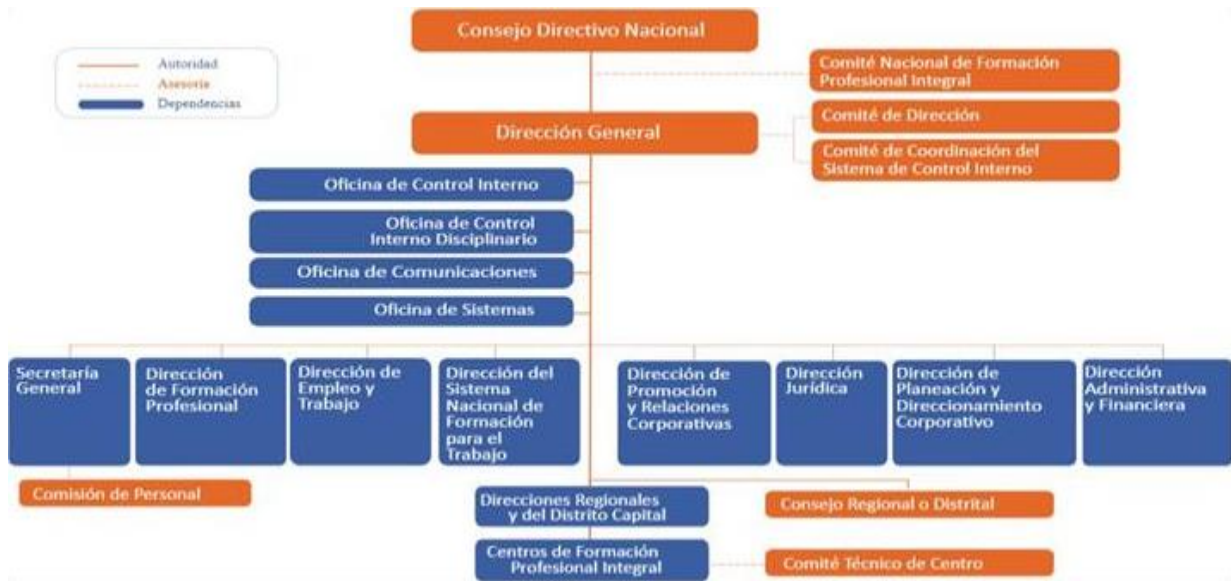 Consejo Directivo Nacional
Autoridad
Asesoría
Dependencias
Comité Nacional de Formación
Profesional Integral
Dirección General
Comité de Dirección
Comité de Coordinación del
Sistema de Control Interno
Oficina de Control Interno
Oficina de Control
Interno Disciplinario
Oficina de Comunicaciones
Oficina de Sistemas
Secretaría
General
Dirección
de Formación
Profesional
Dirección de
Empleo y
Trabajo
Dirección del
Sistema
Nacional de
Formación
para el
Trabajo
Dirección de
Promoción
y Relaciones
Corporativas
Dirección
Jurídica
Dirección de
Planeación y
Direccionamiento
Corporativo
Dirección
Administrativa
y Financiera
Comisión de Personal
Direcciones Regionales
y del Distrito Capital
Consejo Regional o Distrital
Centros de Formación
Profesional Integral
Comité Técnico de Centro